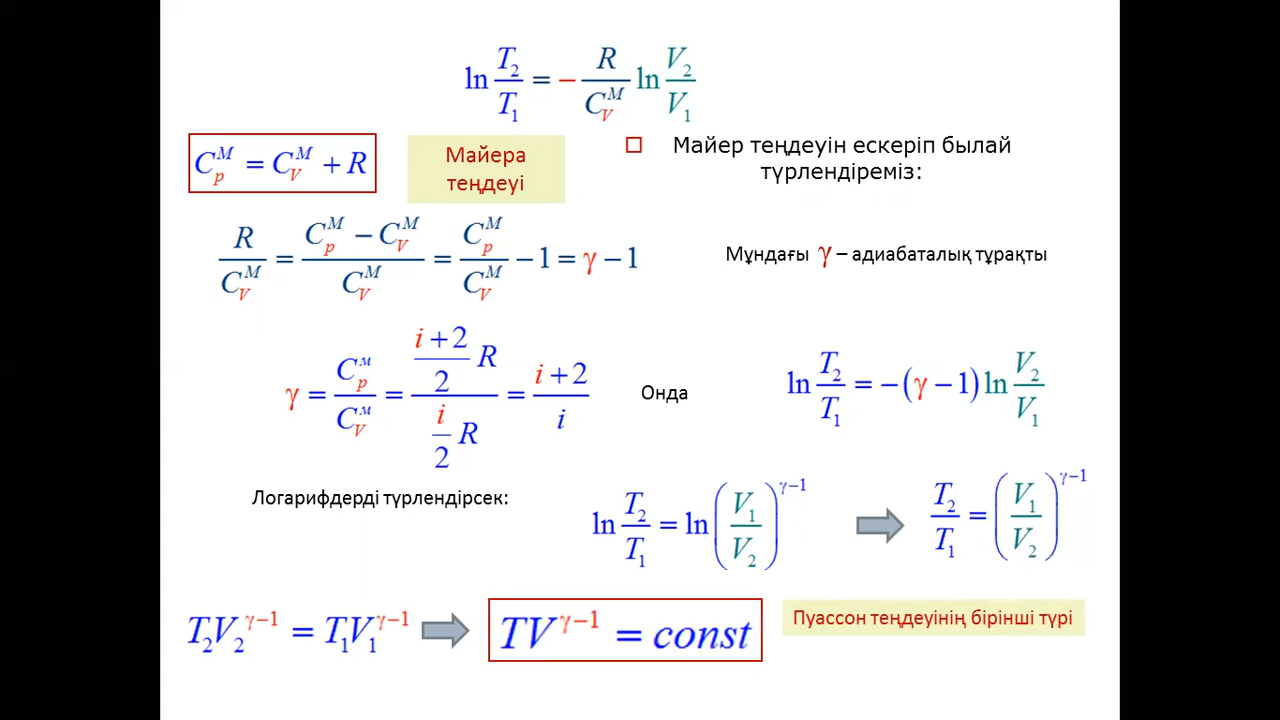 ln T₂/T₁ = − R/C_V^M ln V₂/V₁
C_p^M = C_V^M + R
Майера
теңдеуі
Майер теңдеуін ескеріп былай
түрлендіреміз:
R/C_V^M = (C_p^M − C_V^M)/C_V^M = C_p^M/C_V^M − 1 = γ − 1
Мұндағы γ – адиабаталық тұрақты
γ = C_p^м/C_V^м = ((i + 2)/2 R)/(i/2 R) = (i + 2)/i
Онда
ln T₂/T₁ = −(γ − 1) ln V₂/V₁
Логарифдерді түрлендірсек:
ln T₂/T₁ = ln (V₁/V₂)^(γ−1)
T₂/T₁ = (V₁/V₂)^(γ−1)
T₂V₂^(γ−1) = T₁V₁^(γ−1)
TV^(γ−1) = const
Пуассон теңдеуінің бірінші түрі